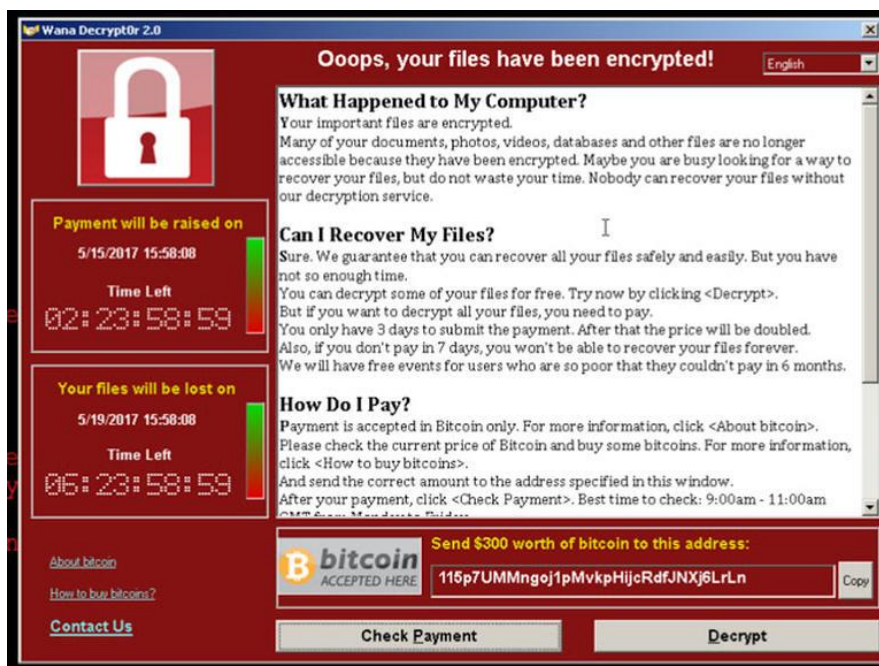 Wana Decrypt0r 2.0
Ooops, your files have been encrypted!
English
What Happened to My Computer?
Your important files are encrypted.
Many of your documents, photos, videos, databases and other files are no longer
accessible because they have been encrypted. Maybe you are busy looking for a way to
recover your files, but do not waste your time. Nobody can recover your files without
our decryption service.
Can I Recover My Files?
Sure. We guarantee that you can recover all your files safely and easily. But you have
not so enough time.
You can decrypt some of your files for free. Try now by clicking <Decrypt>.
But if you want to decrypt all your files, you need to pay.
You only have 3 days to submit the payment. After that the price will be doubled.
Also, if you don't pay in 7 days, you won't be able to recover your files forever.
We will have free events for users who are so poor that they couldn't pay in 6 months.
How Do I Pay?
Payment is accepted in Bitcoin only. For more information, click <About bitcoin>.
Please check the current price of Bitcoin and buy some bitcoins. For more information,
click <How to buy bitcoins>.
And send the correct amount to the address specified in this window.
After your payment, click <Check Payment>. Best time to check: 9:00am - 11:00am
GMT from Monday to Friday
Payment will be raised on
5/15/2017 15:58:08
Time Left
02:23:58:59
Your files will be lost on
5/19/2017 15:58:08
Time Left
06:23:58:59
About bitcoin
How to buy bitcoins?
Contact Us
bitcoin
ACCEPTED HERE
Send $300 worth of bitcoin to this address:
115p7UMMngoj1pMvkpHijcRdfJNXj6LrLn
Copy
Check Payment
Decrypt